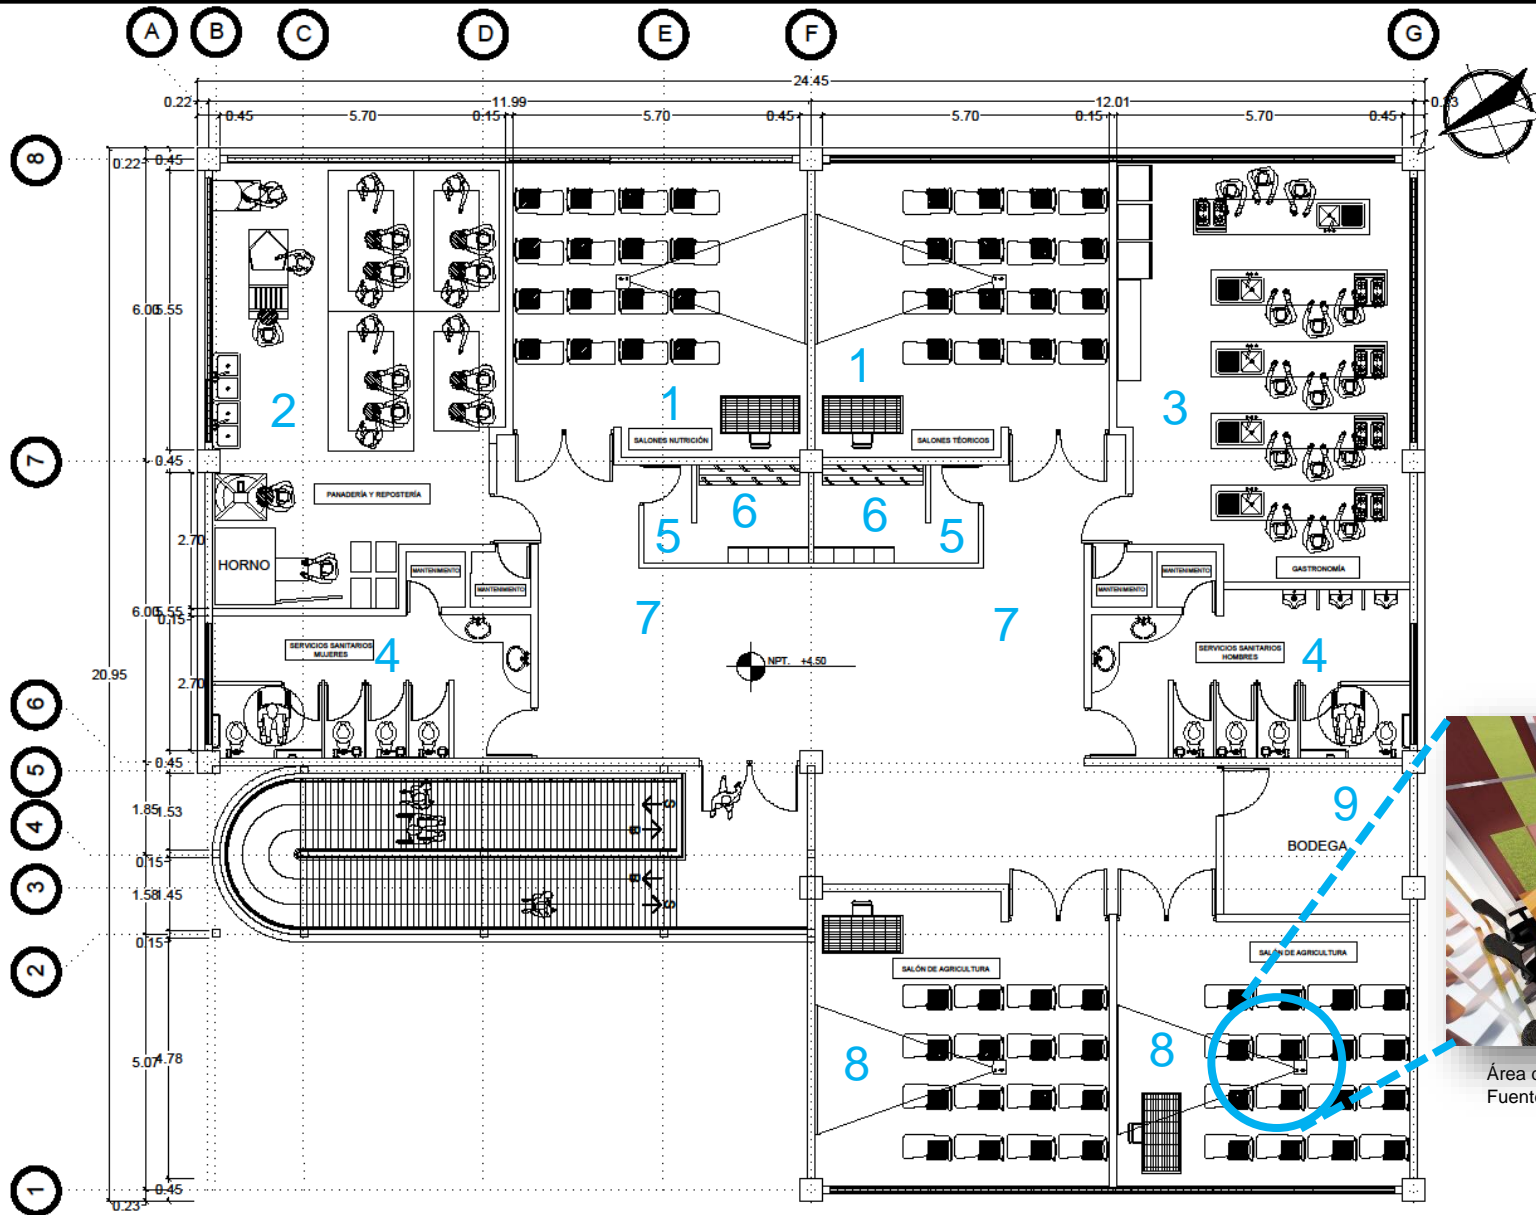 A B C D E F G
24.45
0.22 11.99 12.01 0.23
0.45 5.70 0.15 5.70 0.45 5.70 0.15 5.70 0.45
8
0.22 0.45
6.00 5.55
2
1
1
3
SALONES NUTRICIÓN
SALONES TÉORICOS
7
0.45
PANADERÍA Y REPOSTERÍA
6 6
5 5
2.70
HORNO
MANTENIMIENTO
MANTENIMIENTO
MANTENIMIENTO
MANTENIMIENTO
GASTRONOMÍA
6.00 5.55
0.15
7 7
SERVICIOS SANITARIOS
MUJERES
4
SERVICIOS SANITARIOS
HOMBRES
4
NPT. +4.50
20.95
2.70
6
5
0.45
1.85 1.53
S
B
9
4
BODEGA
0.15
3
1.58 1.45
B
S
0.15
2
SALÓN DE AGRICULTURA
SALÓN DE AGRICULTURA
5.07 4.78
8 8
Área
Fuente
1
0.45
0.23